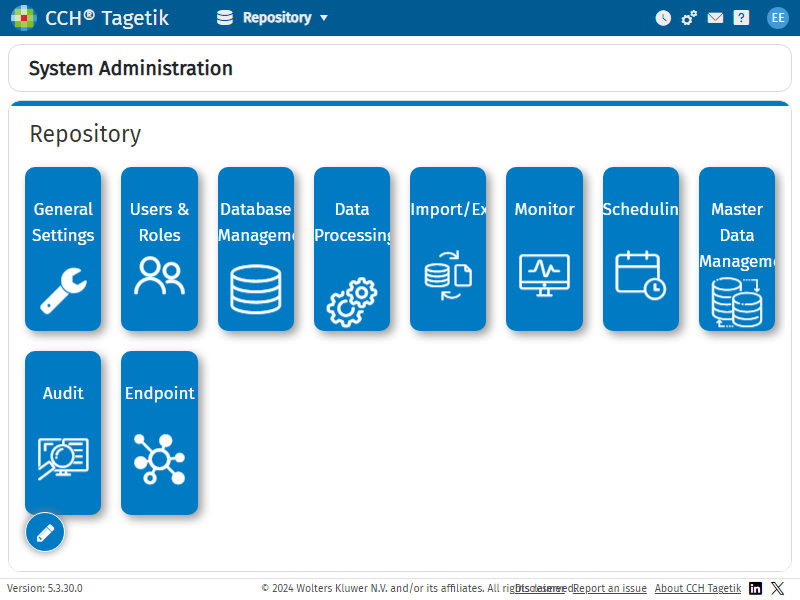 CCH® Tagetik
Repository
EE
System Administration
Repository
General
Settings
Users &
Roles
Database
Managem
Data
Processing
Import/Ex
Monitor
Schedulin
Master
Data
Managem
Audit
Endpoint
Version: 5.3.30.0
© 2024 Wolters Kluwer N.V. and/or its affiliates. All rights reserved.
Disclaimer
Report an issue
About CCH Tagetik